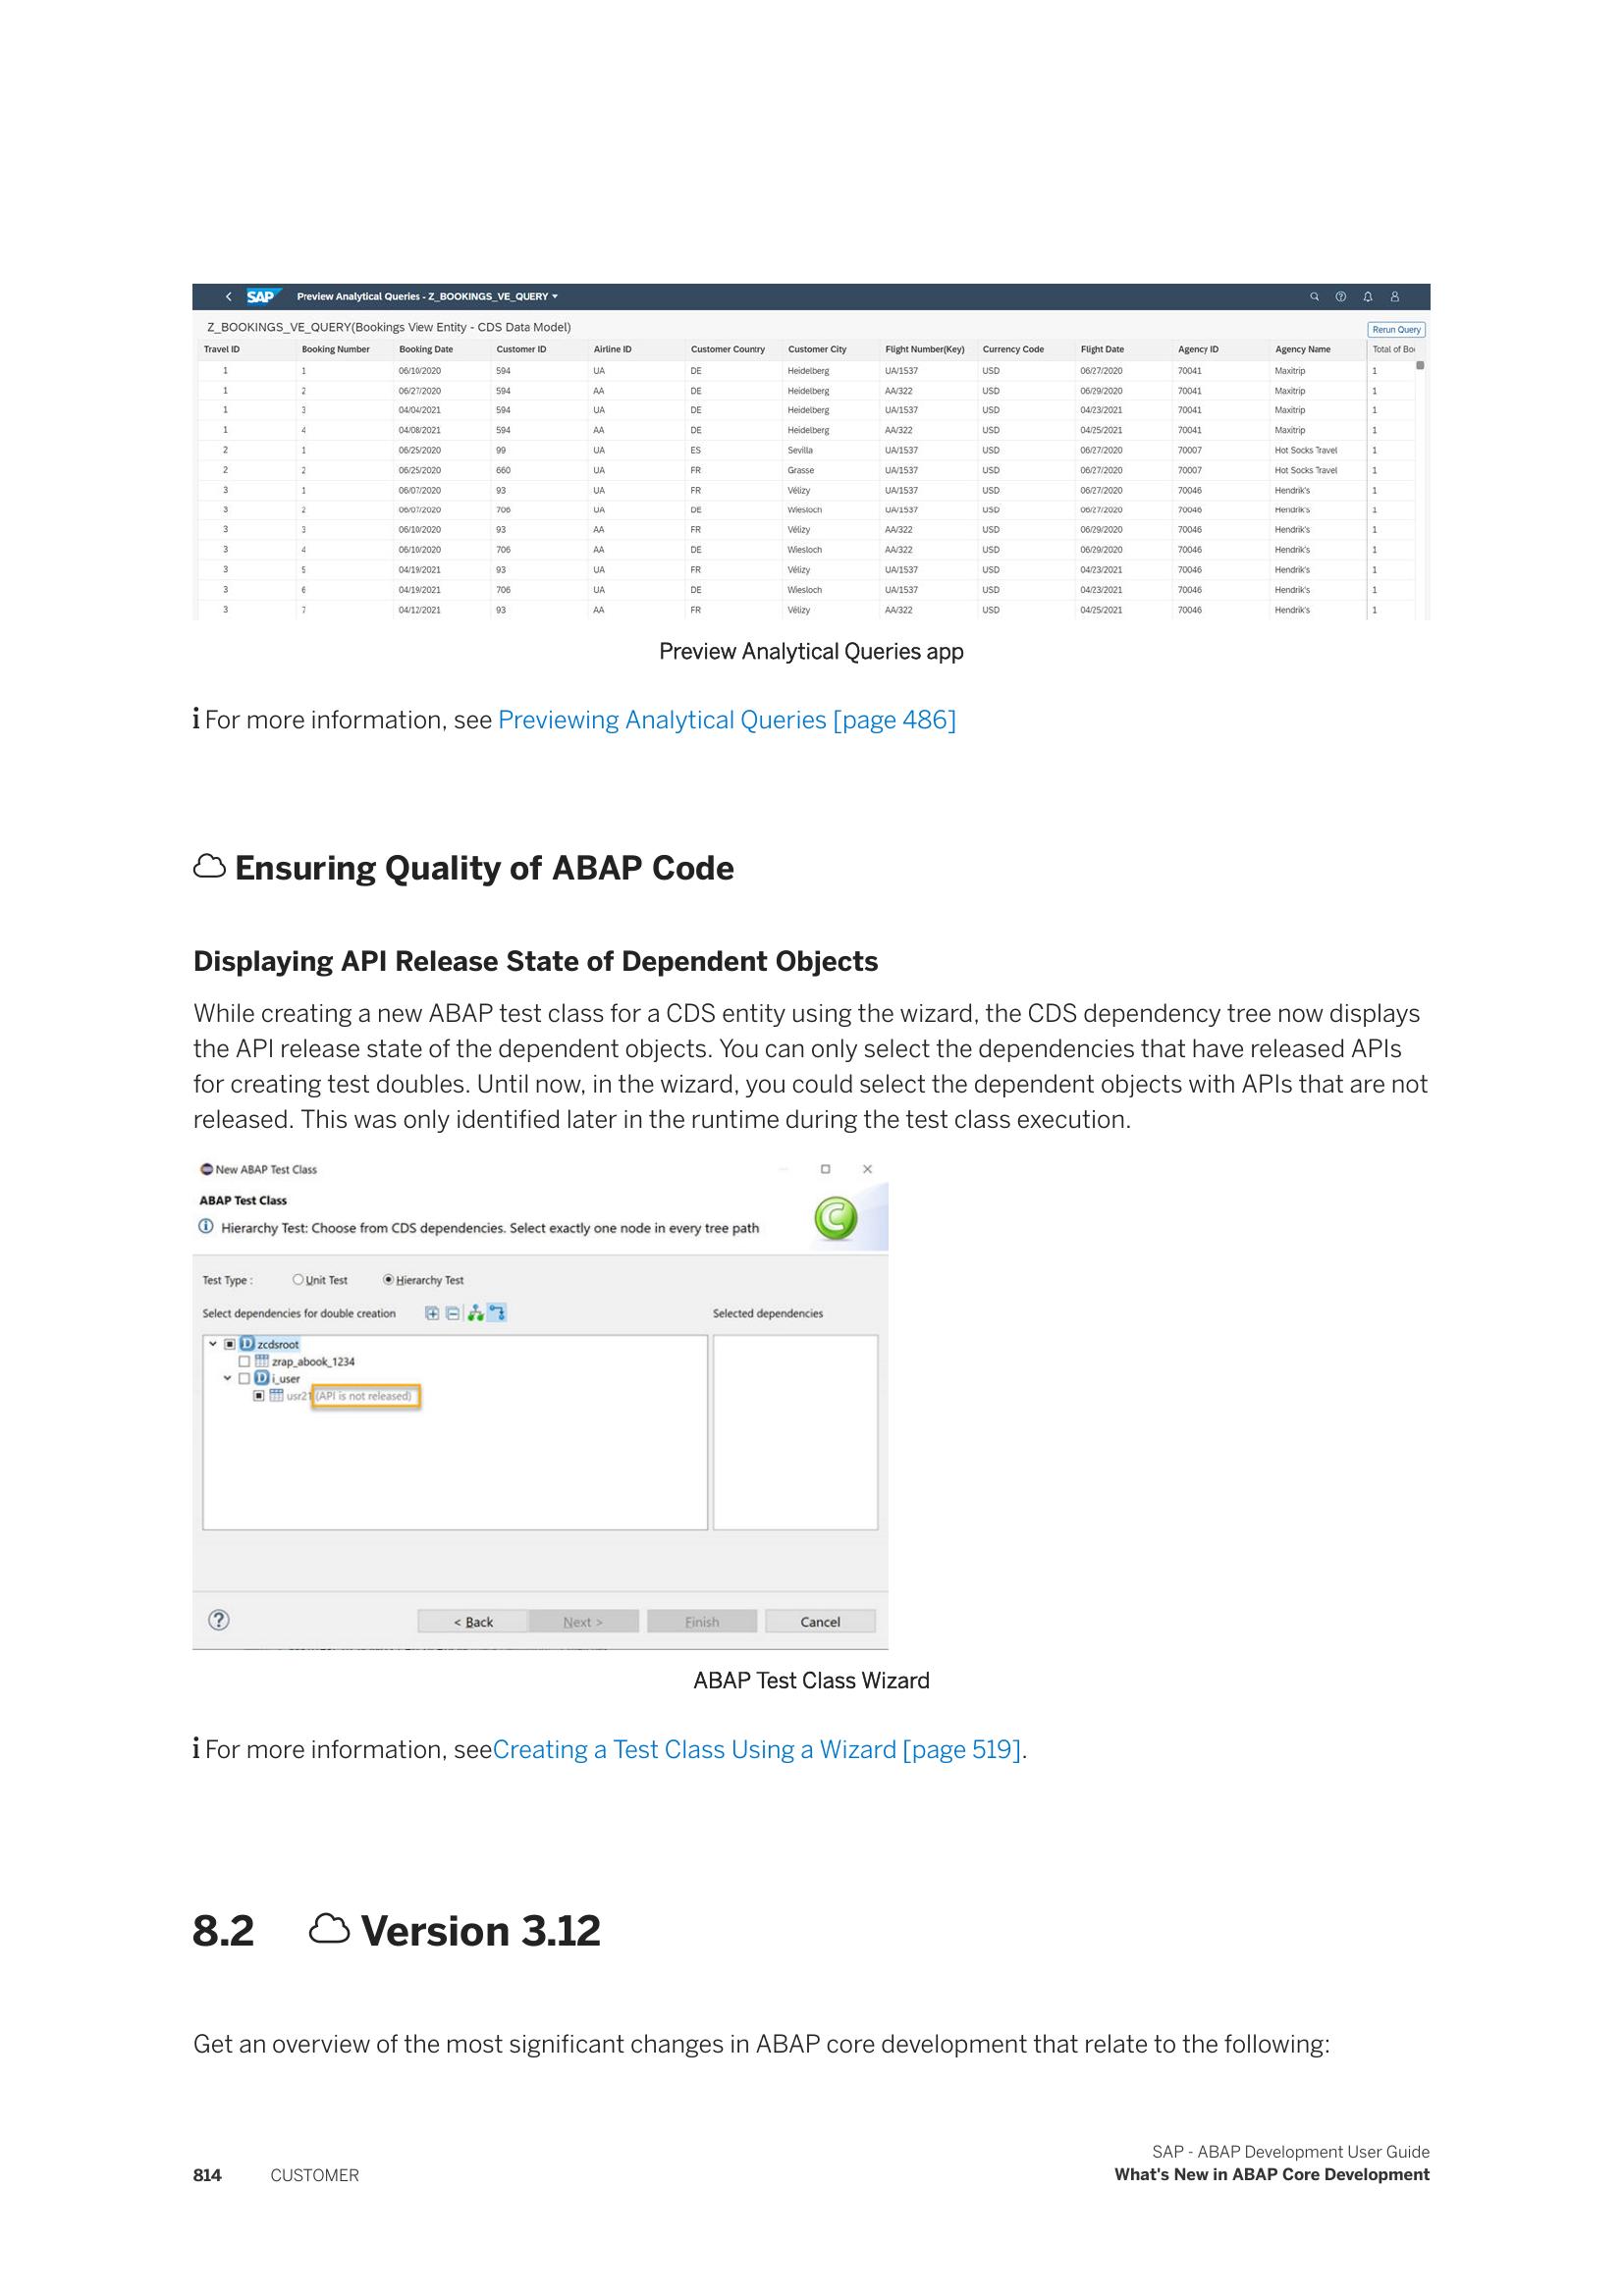 SAP Preview Analytical Queries - Z_BOOKINGS_VE_QUERY
Z_BOOKINGS_VE_QUERY(Bookings View Entity - CDS Data Model)
Rerun Query
Travel ID Booking Number Booking Date Customer ID Airline ID Customer Country Customer City Flight Number(Key) Currency Code Flight Date Agency ID Agency Name Total of Bo
1 1 06/10/2020 594 UA DE Heidelberg UA/1537 USD 06/27/2020 70041 Maxitrip 1
1 2 06/27/2020 594 AA DE Heidelberg AA/322 USD 06/29/2020 70041 Maxitrip 1
1 3 04/04/2021 594 UA DE Heidelberg UA/1537 USD 04/23/2021 70041 Maxitrip 1
1 4 04/08/2021 594 AA DE Heidelberg AA/322 USD 04/25/2021 70041 Maxitrip 1
2 1 06/25/2020 99 UA ES Sevilla UA/1537 USD 06/27/2020 70007 Hot Socks Travel 1
2 2 06/25/2020 660 UA FR Grasse UA/1537 USD 06/27/2020 70007 Hot Socks Travel 1
3 1 06/07/2020 93 UA FR Vélizy UA/1537 USD 06/27/2020 70046 Hendrik's 1
3 2 06/07/2020 706 UA DE Wiesloch UA/1537 USD 06/27/2020 70046 Hendrik's 1
3 3 06/10/2020 93 AA FR Vélizy AA/322 USD 06/29/2020 70046 Hendrik's 1
3 4 06/10/2020 706 AA DE Wiesloch AA/322 USD 06/29/2020 70046 Hendrik's 1
3 5 04/19/2021 93 UA FR Vélizy UA/1537 USD 04/23/2021 70046 Hendrik's 1
3 6 04/19/2021 706 UA DE Wiesloch UA/1537 USD 04/23/2021 70046 Hendrik's 1
3 7 04/12/2021 93 AA FR Vélizy AA/322 USD 04/25/2021 70046 Hendrik's 1
Preview Analytical Queries app
i For more information, see Previewing Analytical Queries [page 486]
Ensuring Quality of ABAP Code
Displaying API Release State of Dependent Objects
While creating a new ABAP test class for a CDS entity using the wizard, the CDS dependency tree now displays
the API release state of the dependent objects. You can only select the dependencies that have released APIs
for creating test doubles. Until now, in the wizard, you could select the dependent objects with APIs that are not
released. This was only identified later in the runtime during the test class execution.
New ABAP Test Class
ABAP Test Class
Hierarchy Test: Choose from CDS dependencies. Select exactly one node in every tree path
Test Type : Unit Test Hierarchy Test
Select dependencies for double creation Selected dependencies
zcdsroot
zrap_abook_1234
i_user
usr21 (API is not released)
< Back Next > Finish Cancel
ABAP Test Class Wizard
i For more information, seeCreating a Test Class Using a Wizard [page 519].
8.2 Version 3.12
Get an overview of the most significant changes in ABAP core development that relate to the following:
SAP - ABAP Development User Guide
814 CUSTOMER What's New in ABAP Core Development